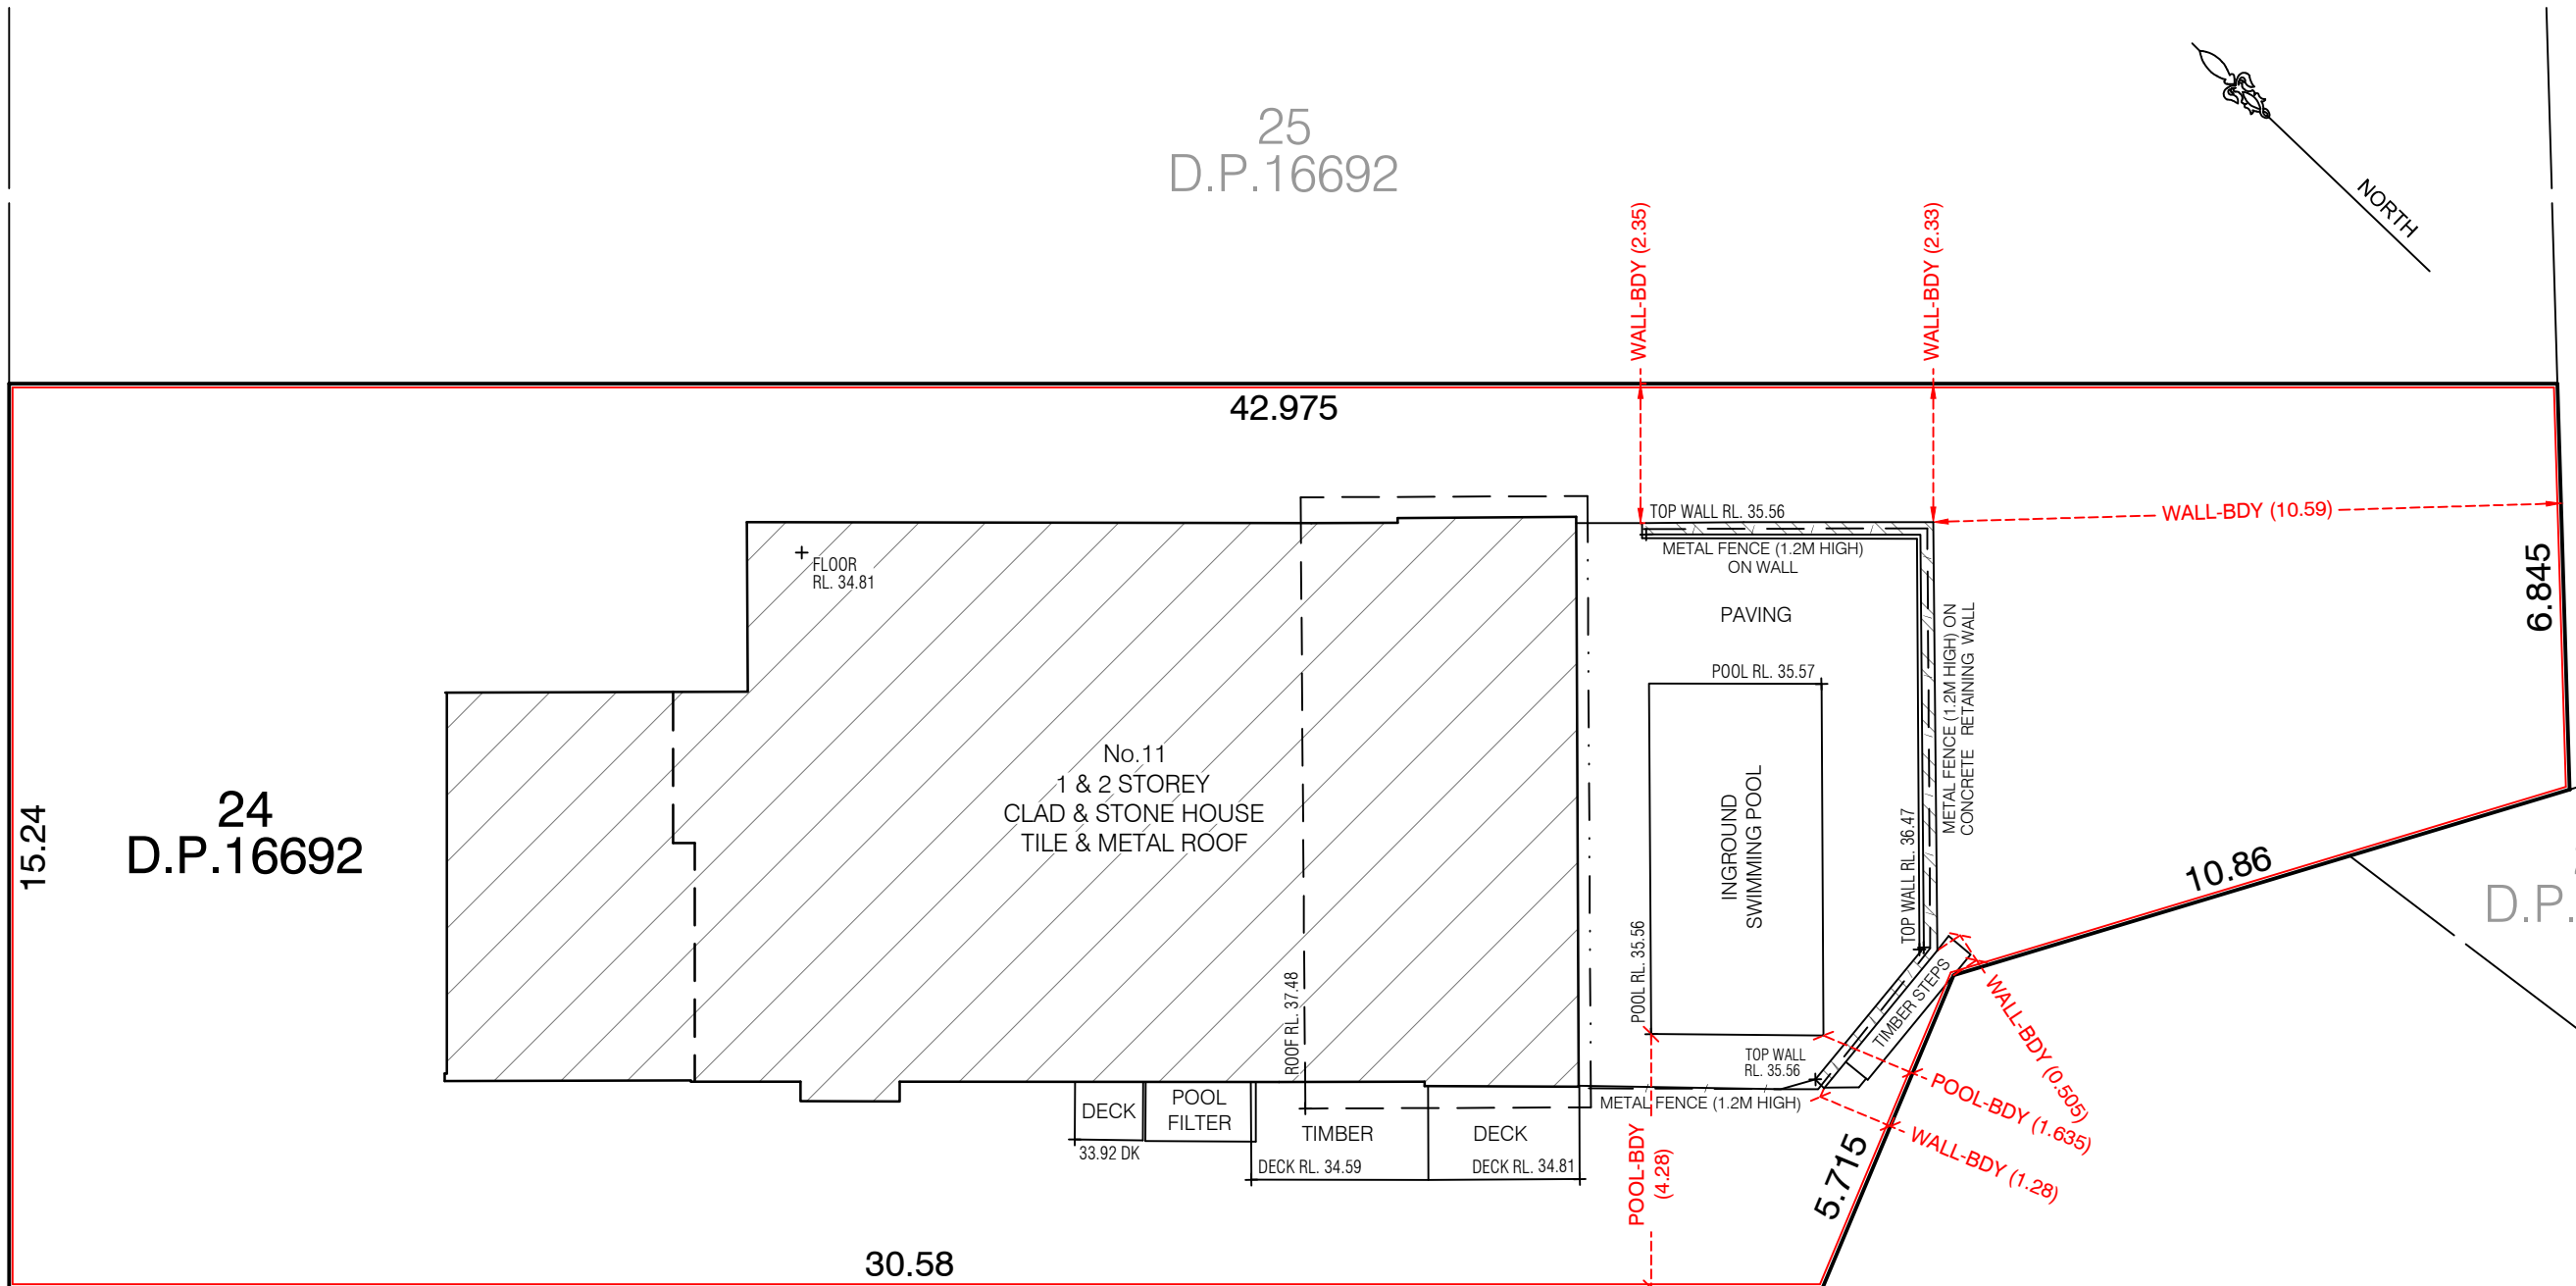 25
D.P.16692
NORTH
WALL-BDY (2.35)
WALL-BDY (2.33)
42.975
TOP WALL RL. 35.56
METAL FENCE (1.2M HIGH)
ON WALL
WALL-BDY (10.59)
FLOOR
RL. 34.81
PAVING
6.845
METAL FENCE (1.2M HIGH) ON
CONCRETE RETAINING WALL
POOL RL. 35.57
No.11
1 & 2 STOREY
CLAD & STONE HOUSE
TILE & METAL ROOF
INGROUND
SWIMMING POOL
24
D.P.16692
15.24
TOP WALL RL. 36.47
10.86
D.P.
POOL RL. 35.56
ROOF RL. 37.48
TIMBER STEPS
WALL-BDY (0.505)
TOP WALL
RL. 35.56
POOL-BDY (1.635)
METAL FENCE (1.2M HIGH)
WALL-BDY (1.28)
DECK
POOL
FILTER
TIMBER
DECK
33.92 DK
DECK RL. 34.59
DECK RL. 34.81
POOL-BDY
(4.28)
5.715
30.58